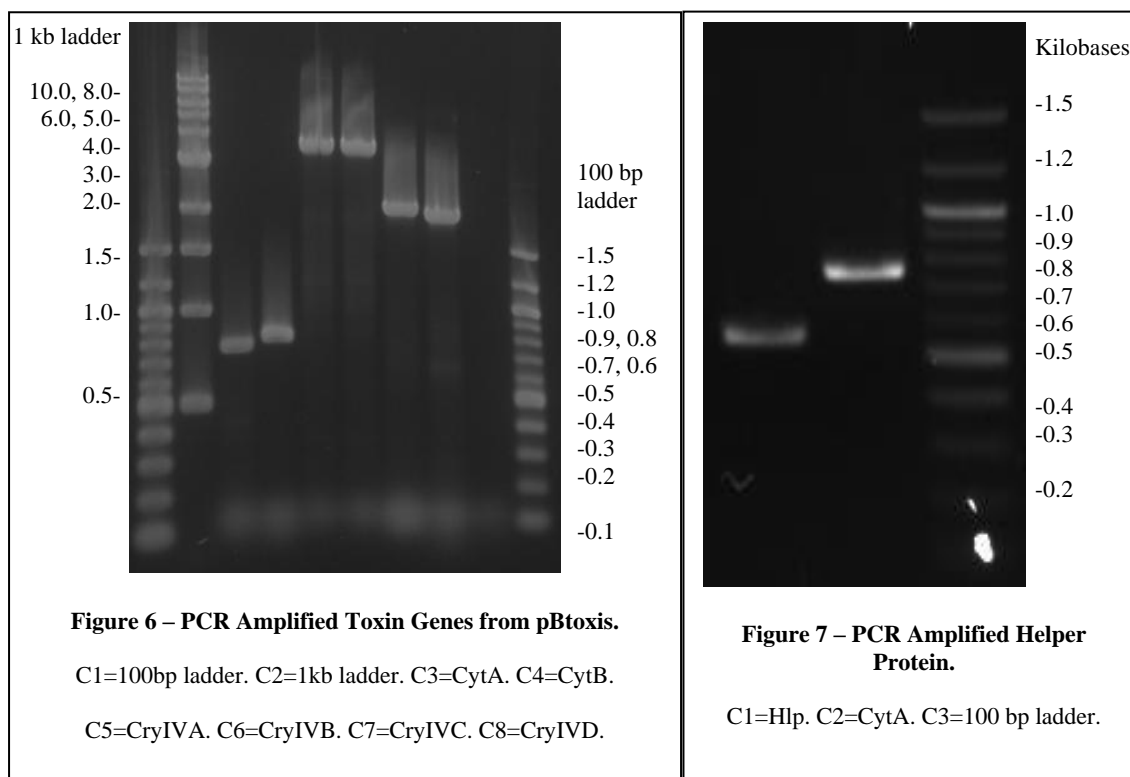 1 kb ladder
10.0, 8.0-
6.0, 5.0-
4.0-
3.0-
2.0-
1.5-
1.0-
0.5-
100 bp
ladder
-1.5
-1.2
-1.0
-0.9, 0.8
-0.7, 0.6
-0.5
-0.4
-0.3
-0.2
-0.1
Figure 6 – PCR Amplified Toxin Genes from pBtoxis.
C1=100bp ladder. C2=1kb ladder. C3=CytA. C4=CytB.
C5=CryIVA. C6=CryIVB. C7=CryIVC. C8=CryIVD.
Kilobases
-1.5
-1.2
-1.0
-0.9
-0.8
-0.7
-0.6
-0.5
-0.4
-0.3
-0.2
Figure 7 – PCR Amplified Helper
Protein.
C1=Hlp. C2=CytA. C3=100 bp ladder.